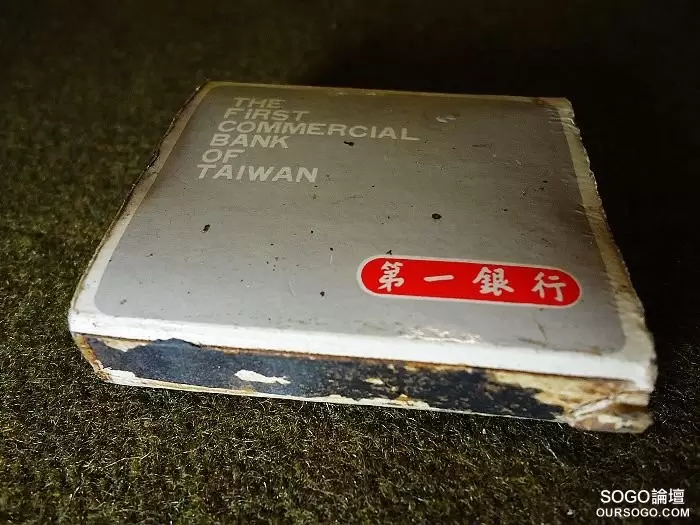 THE
FIRST
COMMERCIAL
BANK
OF
TAIWAN
第一銀行
SOGO論壇
OURSOGO.COM